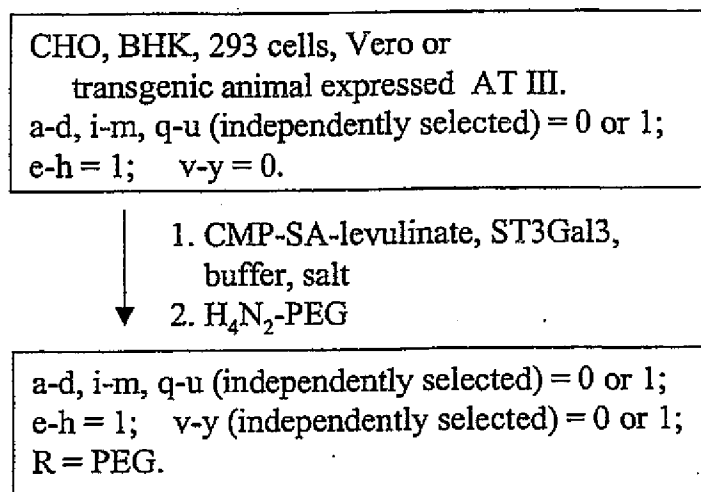 CHO, BHK, 293 cells, Vero or
transgenic animal expressed AT III.
a-d, i-m, q-u (independently selected) = 0 or 1;
e-h = 1; v-y = 0.
1. CMP-SA-levulinate, ST3Gal3,
buffer, salt
2. H₄N₂-PEG
a-d, i-m, q-u (independently selected) = 0 or 1;
e-h = 1; v-y (independently selected) = 0 or 1;
R = PEG.